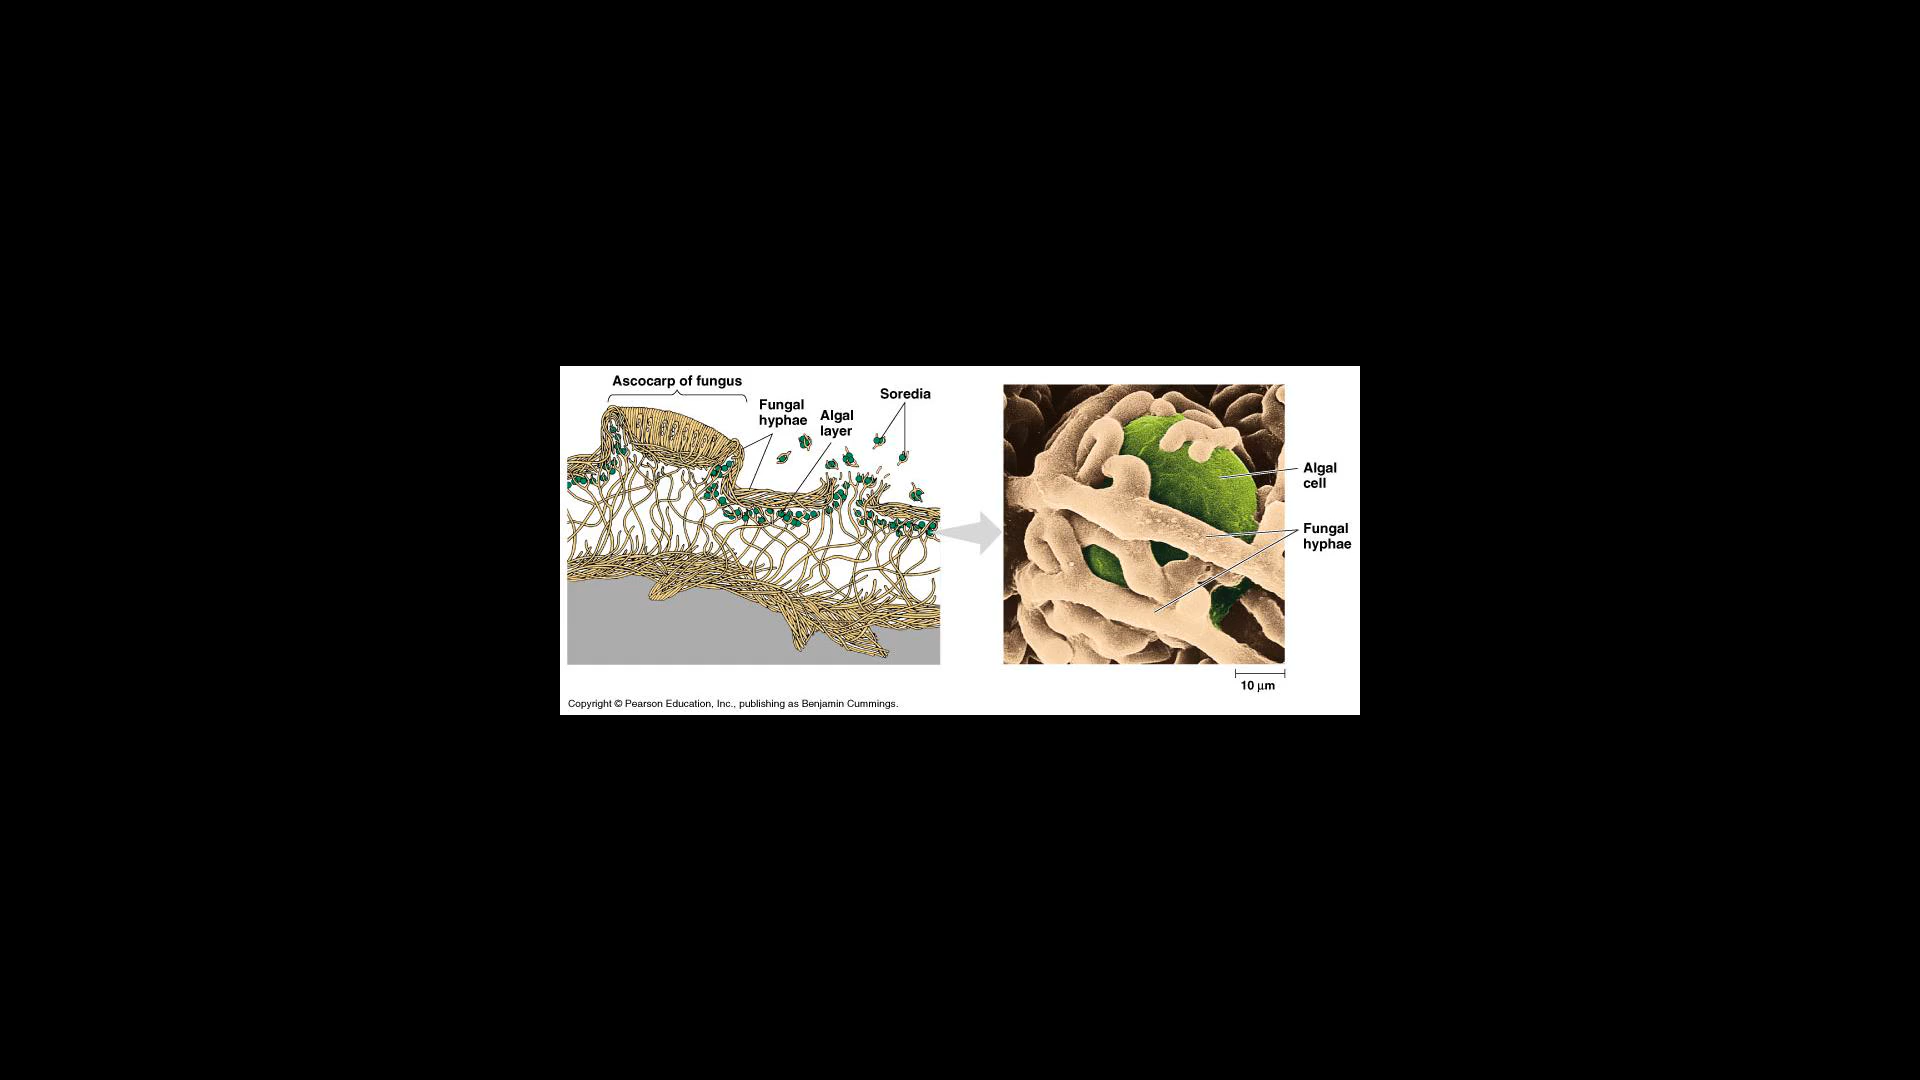 Ascocarp of fungus
Fungal
hyphae
Algal
layer
Soredia
Algal
cell
Fungal
hyphae
10 μm
Copyright © Pearson Education, Inc., publishing as Benjamin Cummings.